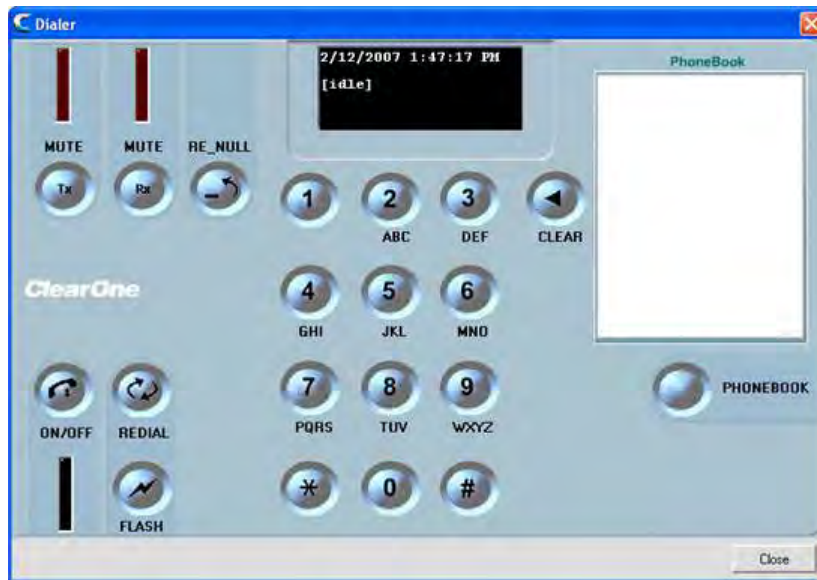 Dialer
2/12/2007 1:47:17 PM
[idle]
PhoneBook
MUTE MUTE RE_NULL
Tx Rx
1 2 3
ABC DEF CLEAR
ClearOne
4 5 6
GHI JKL MNO
7 8 9
PHONEBOOK
ON/OFF REDIAL PQRS TUV WXYZ
* 0 #
FLASH
Close